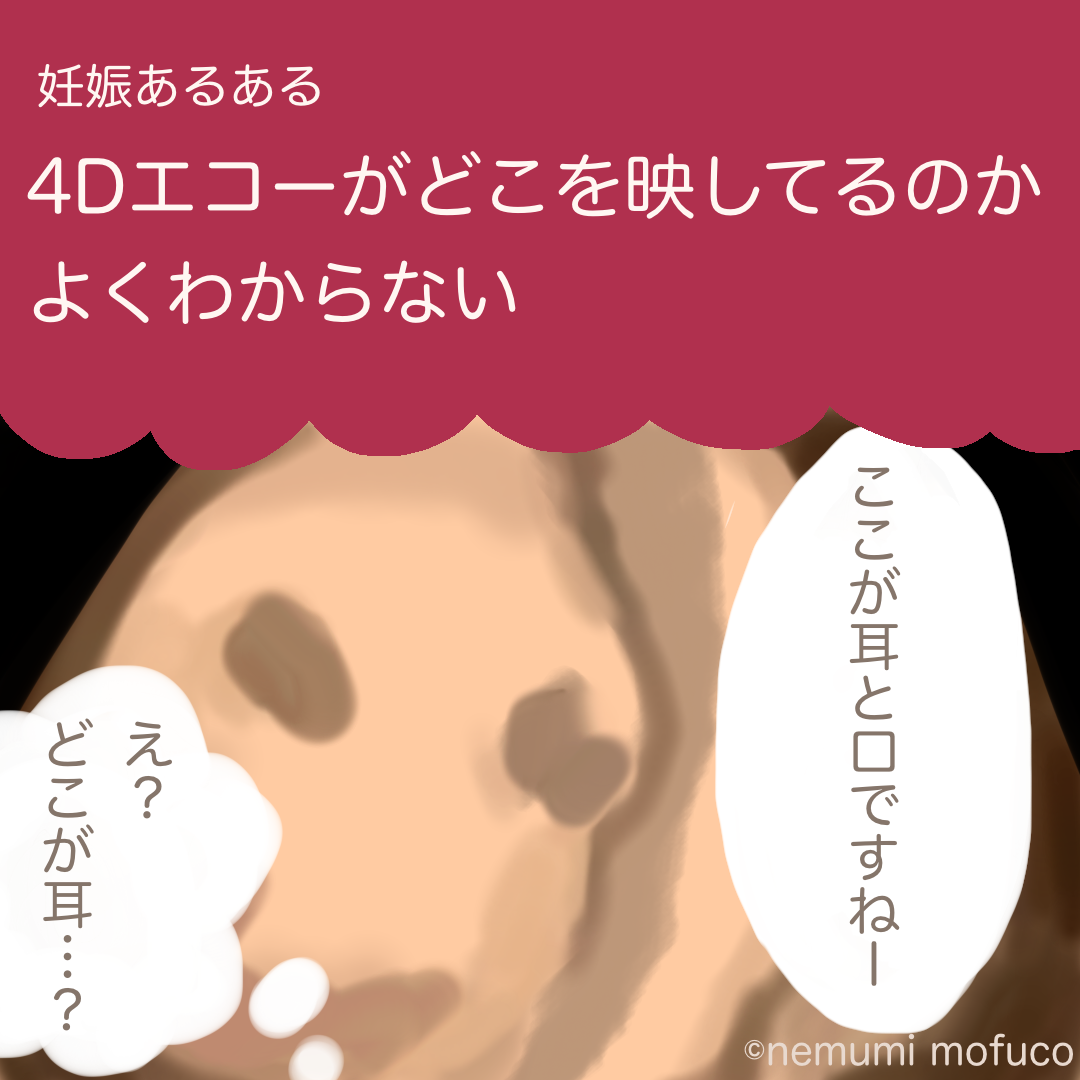 妊娠あるある
4Dエコーがどこを映してるのか
よくわからない
ここが耳と口ですねー
え？
どこが耳…？
©nemumi mofuco